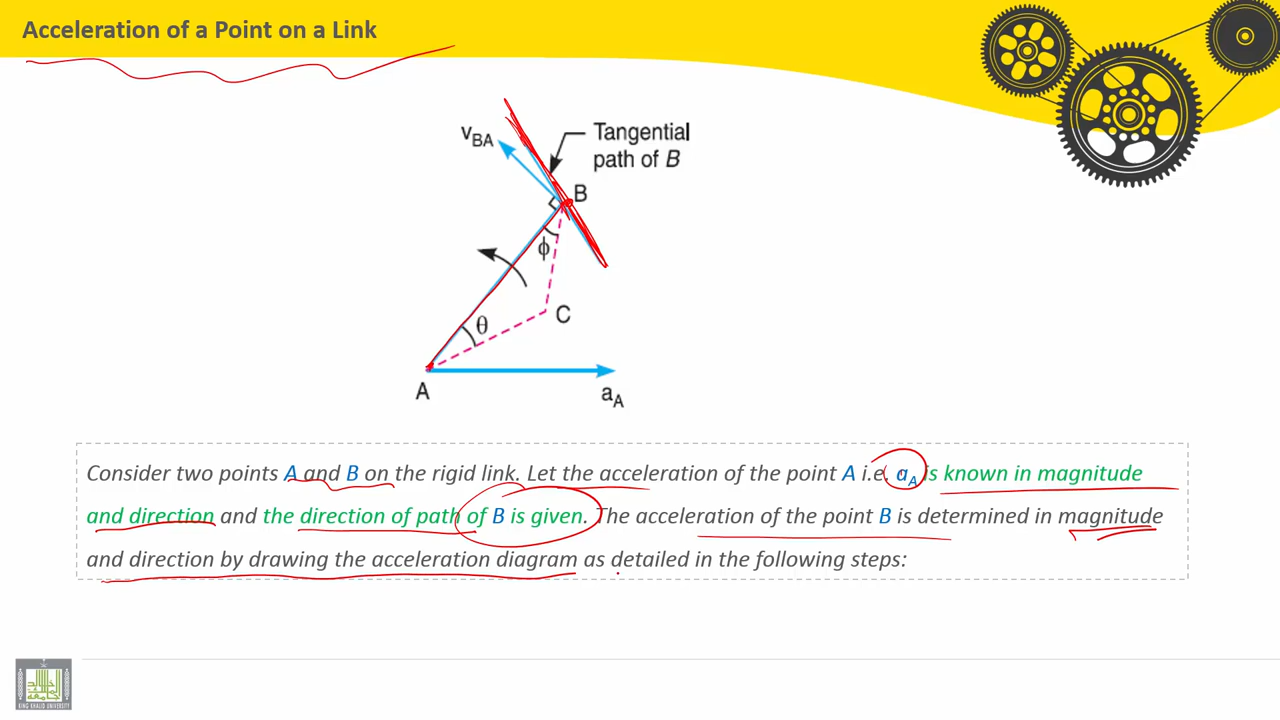 Acceleration of a Point on a Link
vBA
Tangential
path of B
B
ϕ
C
θ
A
aA
Consider two points A and B on the rigid link. Let the acceleration of the point A i.e. aA is known in magnitude
and direction and the direction of path of B is given. The acceleration of the point B is determined in magnitude
and direction by drawing the acceleration diagram as detailed in the following steps:
KING KHALID UNIVERSITY